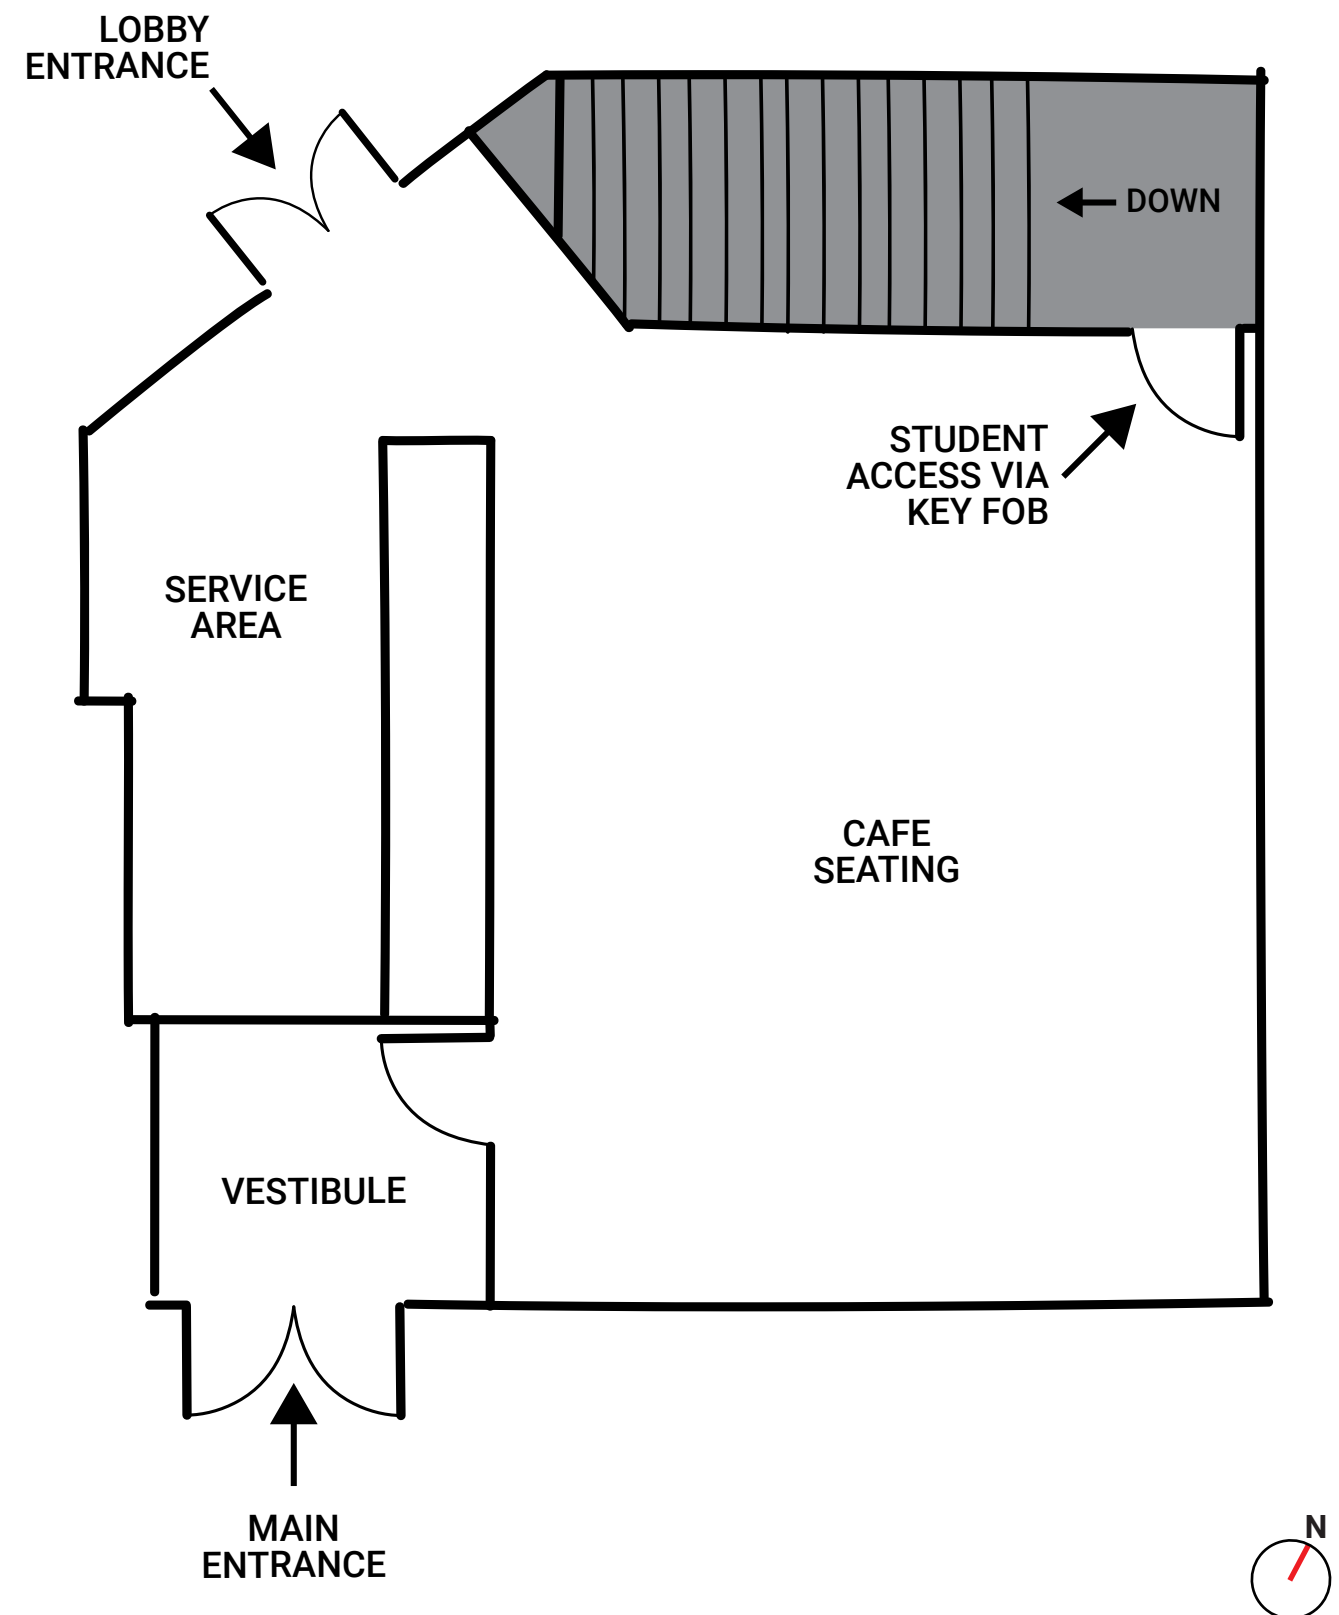 LOBBY
ENTRANCE
DOWN
STUDENT
ACCESS VIA
KEY FOB
SERVICE
AREA
CAFE
SEATING
VESTIBULE
MAIN
ENTRANCE
N